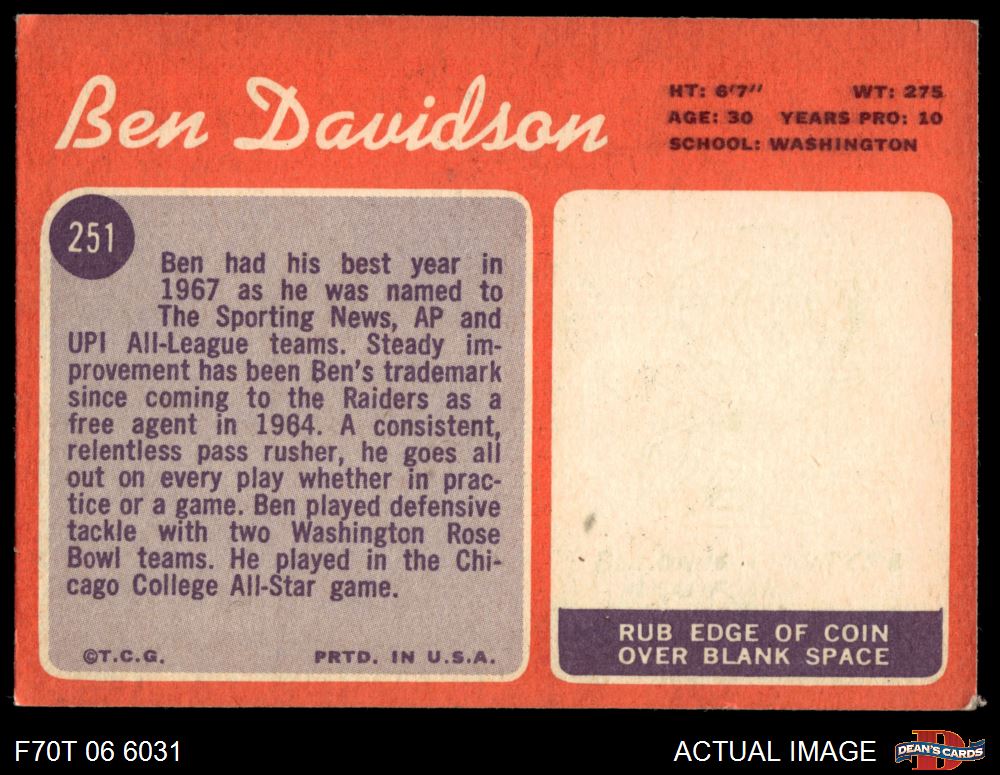 Ben Davidson
HT: 6'7" WT: 275
AGE: 30 YEARS PRO: 10
SCHOOL: WASHINGTON
251
Ben had his best year in
1967 as he was named to
The Sporting News, AP and
UPI All-League teams. Steady im-
provement has been Ben's trademark
since coming to the Raiders as a
free agent in 1964. A consistent,
relentless pass rusher, he goes all
out on every play whether in prac-
tice or a game. Ben played defensive
tackle with two Washington Rose
Bowl teams. He played in the Chi-
cago College All-Star game.
©T.C.G. PRTD. IN U.S.A.
RUB EDGE OF COIN
OVER BLANK SPACE
F70T 06 6031
ACTUAL IMAGE
DEAN'S CARDS